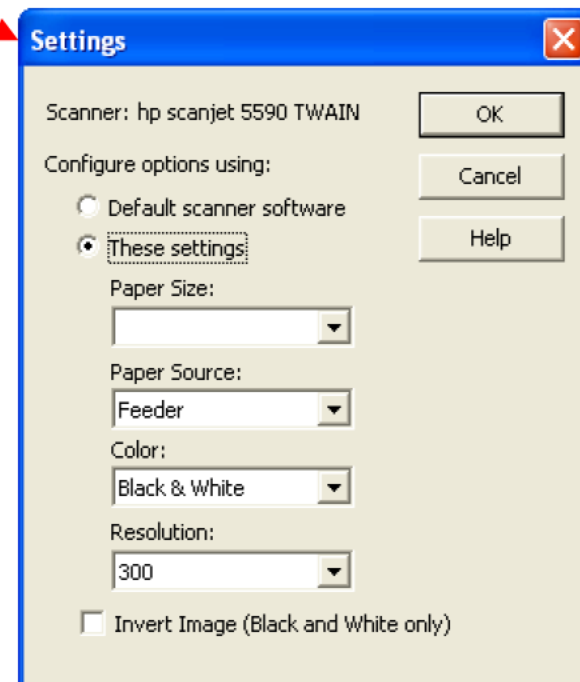 Settings
Scanner: hp scanjet 5590 TWAIN
OK
Configure options using:
Cancel
Default scanner software
Help
These settings
Paper Size:
Paper Source:
Feeder
Color:
Black & White
Resolution:
300
Invert Image (Black and White only)